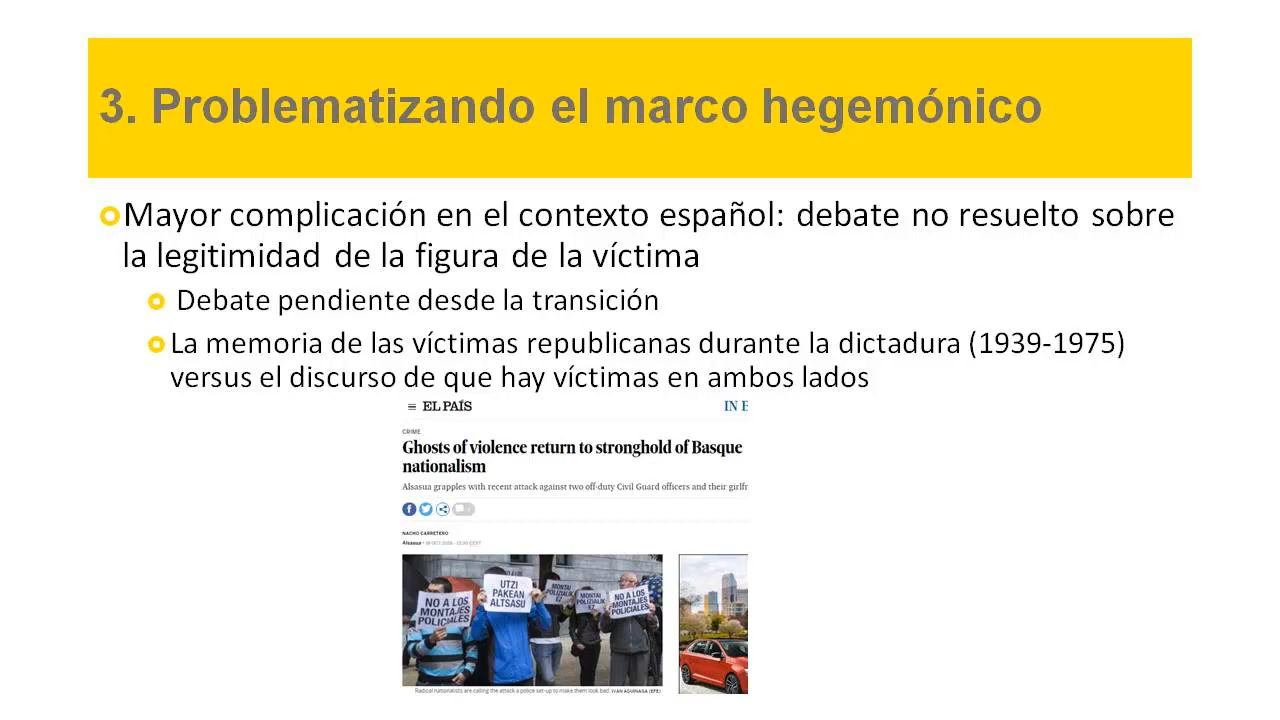 3. Problematizando el marco hegemónico
Mayor complicación en el contexto español: debate no resuelto sobre
la legitimidad de la figura de la víctima
Debate pendiente desde la transición
La memoria de las víctimas republicanas durante la dictadura (1939-1975)
versus el discurso de que hay víctimas en ambos lados
EL PAÍS
IN E
CRIME
Ghosts of violence return to stronghold of Basque
nationalism
Alsasua grapples with recent attack against two off-duty Civil Guard officers and their girlfr
NACHO CARRETERO
Alsasua
NO A LOS
MONTAJES
POLICIALES
UTZI
PAKEAN
ALTSASU
MONTAI
POLIZIALIK
EZ
MONTAI
POLIZIALIK
EZ
NO A LOS
MONTAJES
POLICIALES
Radical nationalists are calling the attack a police set-up to make them look bad. IVAN AGUINAGA (EFE)